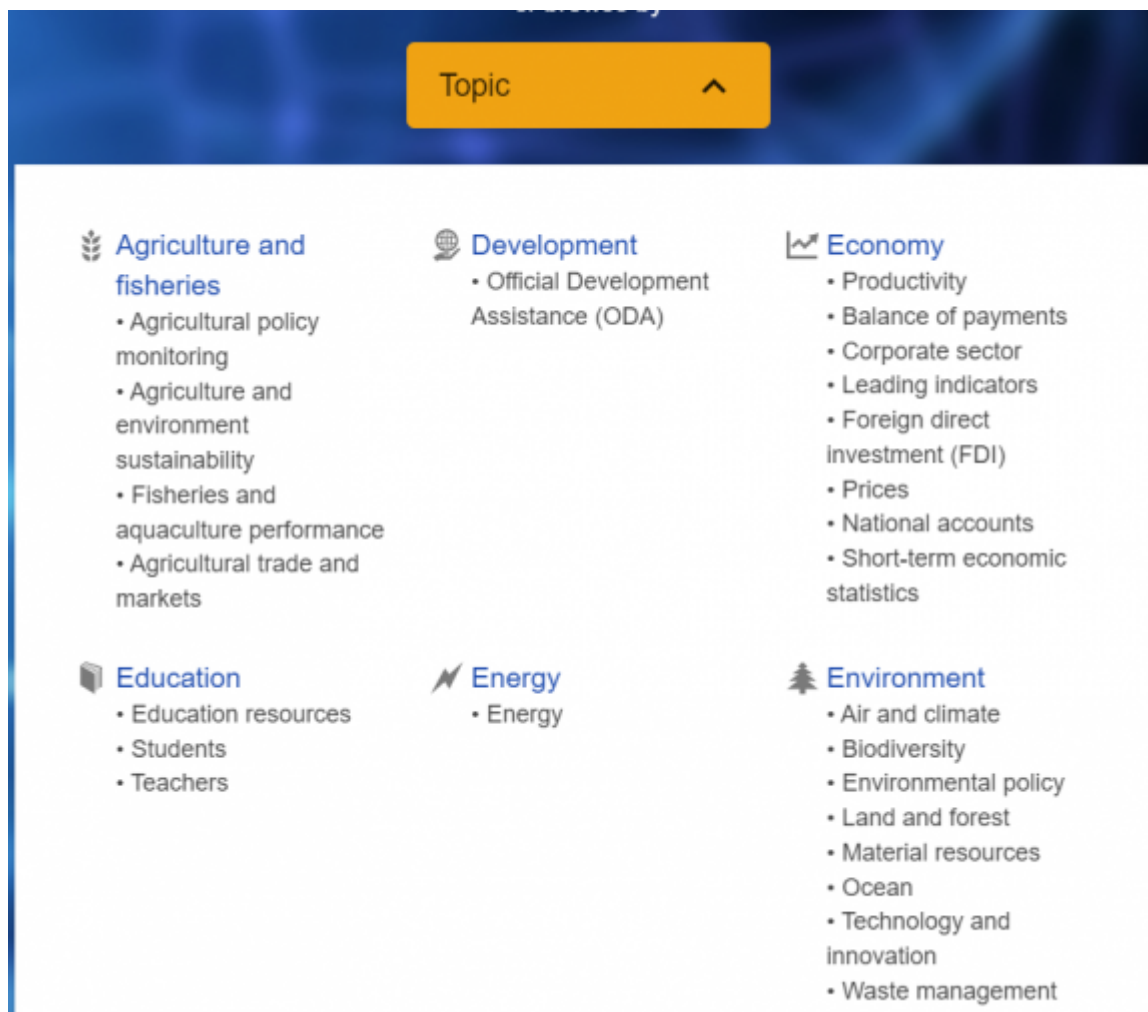 Topic
Agriculture and
fisheries
• Agricultural policy
monitoring
• Agriculture and
environment
sustainability
• Fisheries and
aquaculture performance
• Agricultural trade and
markets
Development
• Official Development
Assistance (ODA)
Economy
• Productivity
• Balance of payments
• Corporate sector
• Leading indicators
• Foreign direct
investment (FDI)
• Prices
• National accounts
• Short-term economic
statistics
Education
• Education resources
• Students
• Teachers
Energy
• Energy
Environment
• Air and climate
• Biodiversity
• Environmental policy
• Land and forest
• Material resources
• Ocean
• Technology and
innovation
• Waste management